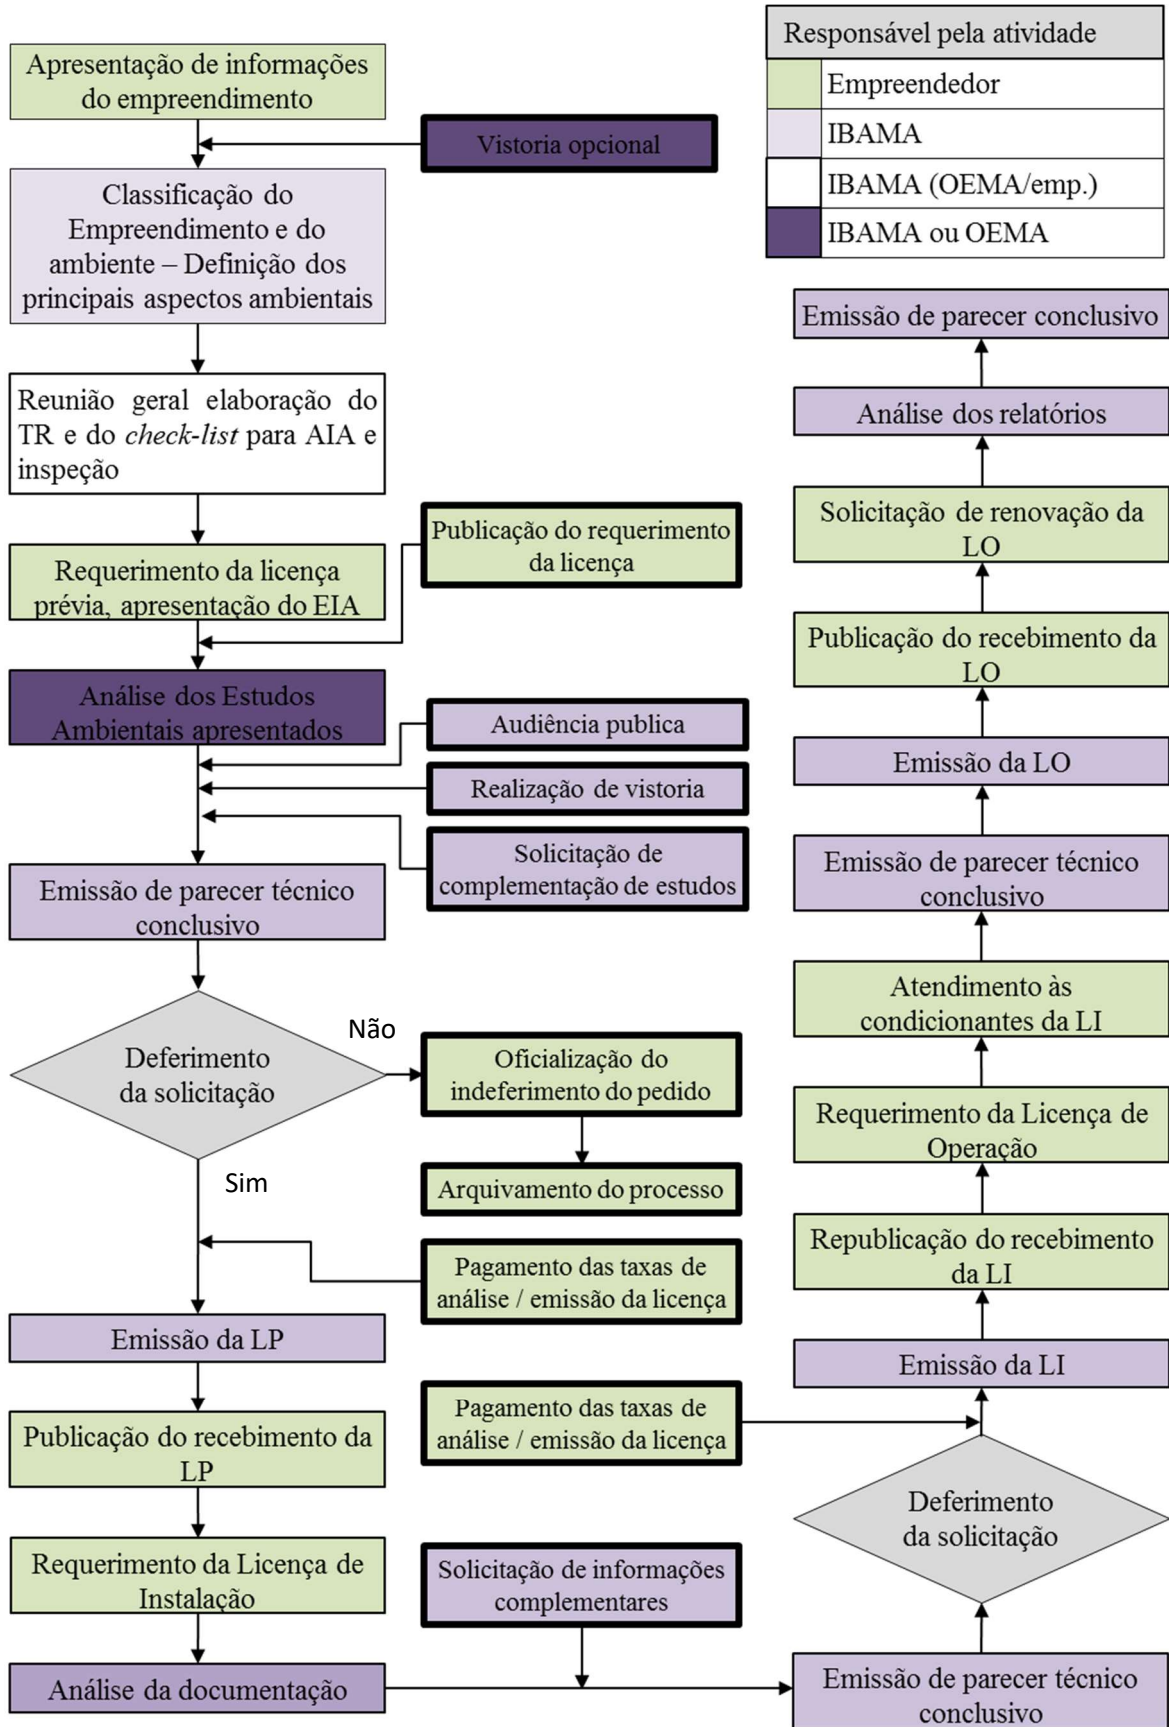 Apresentação de informações
do empreendimento
Vistoria opcional
Classificação do
Empreendimento e do
ambiente – Definição dos
principais aspectos ambientais
Reunião geral elaboração do
TR e do check-list para AIA e
inspeção
Publicação do requerimento
da licença
Requerimento da licença
prévia, apresentação do EIA
Análise dos Estudos
Ambientais apresentados
Audiência publica
Realização de vistoria
Solicitação de
complementação de estudos
Emissão de parecer técnico
conclusivo
Deferimento
da solicitação
Não
Oficialização do
indeferimento do pedido
Arquivamento do processo
Sim
Pagamento das taxas de
análise / emissão da licença
Emissão da LP
Publicação do recebimento da
LP
Requerimento da Licença de
Instalação
Análise da documentação
Solicitação de informações
complementares
Emissão de parecer técnico
conclusivo
Deferimento
da solicitação
Pagamento das taxas de
análise / emissão da licença
Emissão da LI
Republicação do recebimento
da LI
Requerimento da Licença de
Operação
Atendimento às
condicionantes da LI
Emissão de parecer técnico
conclusivo
Emissão da LO
Publicação do recebimento da
LO
Solicitação de renovação da
LO
Análise dos relatórios
Emissão de parecer conclusivo
Responsável pela atividade
Empreendedor
IBAMA
IBAMA (OEMA/emp.)
IBAMA ou OEMA